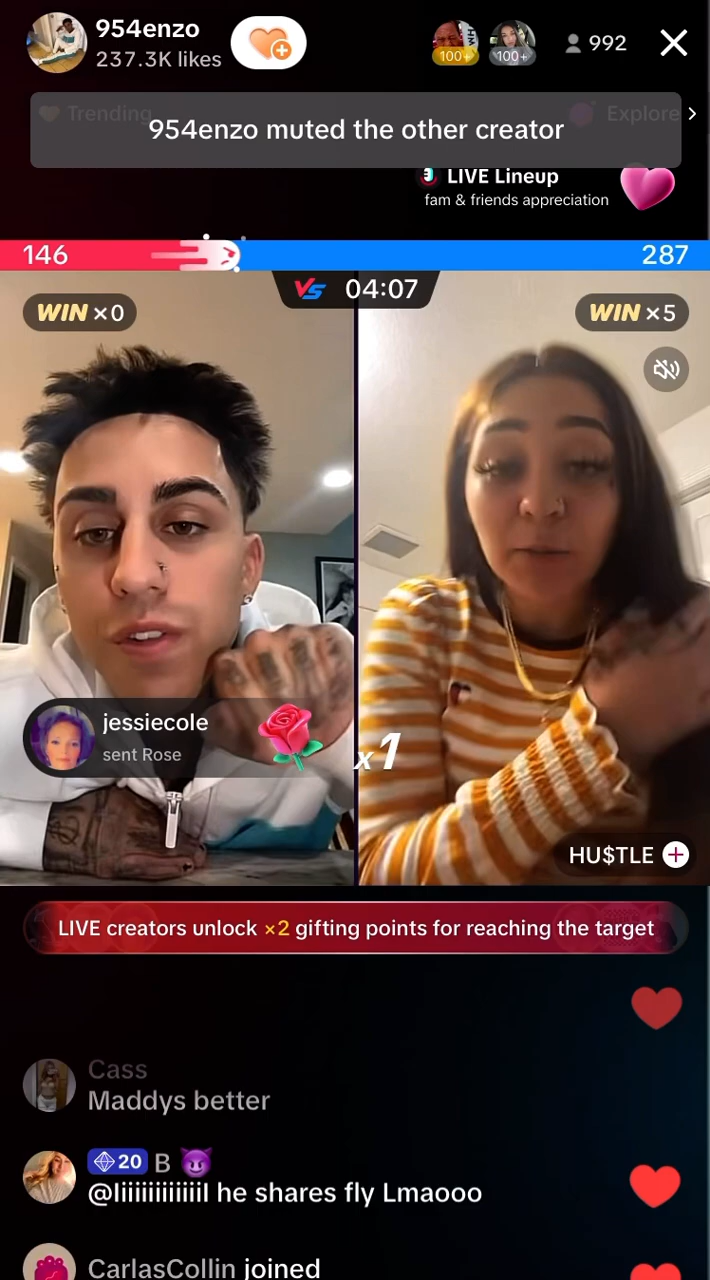 954enzo
237.3K likes
100+
100+
992
Trending
Explore
954enzo muted the other creator
LIVE Lineup
fam & friends appreciation
146
287
VS 04:07
WIN ×0
WIN ×5
jessiecole
sent Rose
x1
HU$TLE
LIVE creators unlock ×2 gifting points for reaching the target
Cass
Maddys better
20 B 😈
@liiiiiiiiiiiil he shares fly Lmaooo
CarlasCollin joined